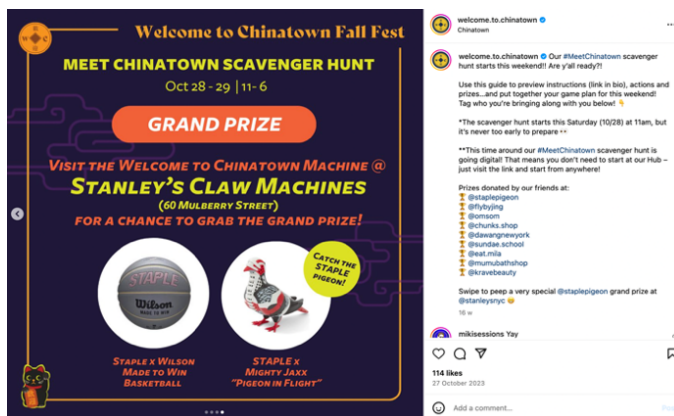 Welcome to Chinatown Fall Fest
MEET CHINATOWN SCAVENGER HUNT
Oct 28 - 29 | 11- 6
GRAND PRIZE
VISIT THE WELCOME TO CHINATOWN MACHINE @
STANLEY'S CLAW MACHINES
(60 MULBERRY STREET)
FOR A CHANCE TO GRAB THE GRAND PRIZE!
STAPLE
Wilson
MADE TO WIN
CATCH THE
STAPLE
PIGEON!
STAPLE X WILSON
MADE TO WIN
BASKETBALL
STAPLE X
MIGHTY JAXX
"PIGEON IN FLIGHT"
welcome.to.chinatown
Chinatown
welcome.to.chinatown Our #MeetChinatown scavenger
hunt starts this weekend!! Are y'all ready?!
Use this guide to preview instructions (link in bio), actions and
prizes...and put together your game plan for this weekend!
Tag who you're bringing along with you below! 👇
*The scavenger hunt starts this Saturday (10/28) at 11am, but
it's never too early to prepare 👀
**This time around our #MeetChinatown scavenger hunt is
going digital! That means you don't need to start at our Hub –
just visit the link and start from anywhere!
Prizes donated by our friends at:
🏆 @staplepigeon
🏆 @flybyjing
🏆 @omsom
🏆 @chunks.shop
🏆 @dawangnewyork
🏆 @sundae.school
🏆 @eat.mila
🏆 @mumubathshop
🏆 @kravebeauty
Swipe to peep a very special @staplepigeon grand prize at
@stanleysnyc
16 w
mikisessions Yay
114 likes
27 October 2023
Add a comment...